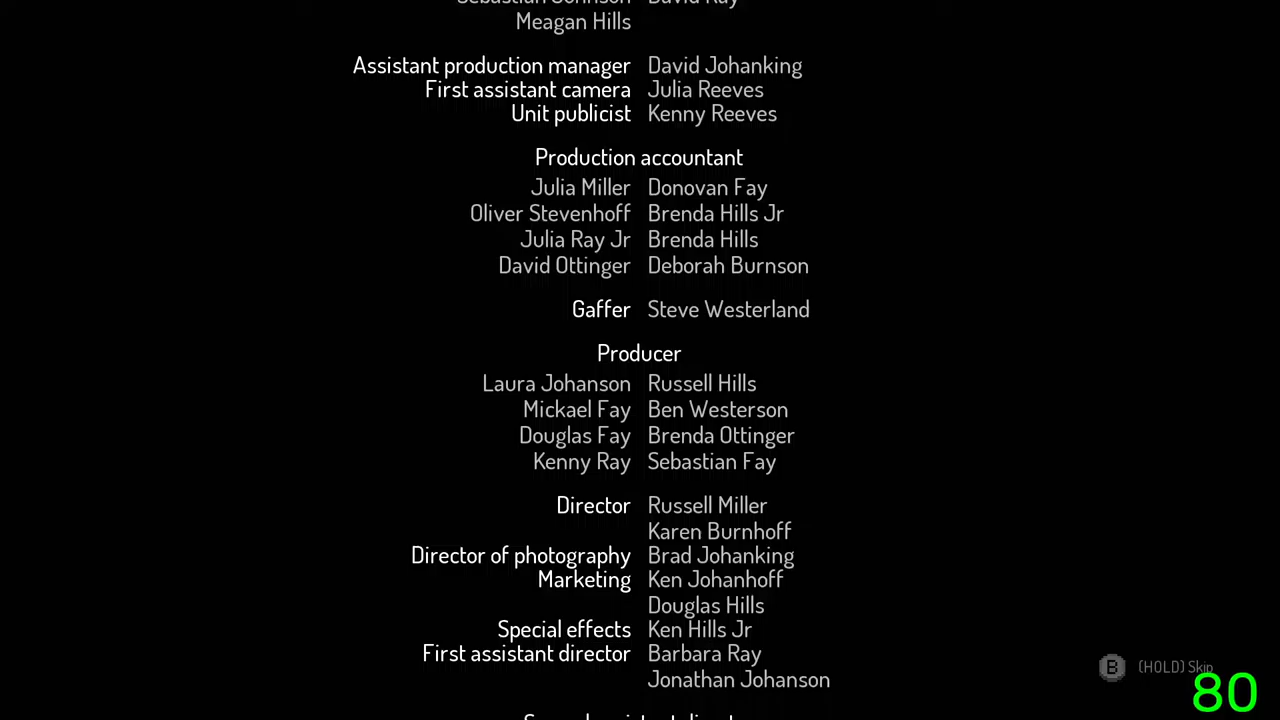 Sebastian Johnson David Ray
Meagan Hills
Assistant production manager David Johanking
First assistant camera Julia Reeves
Unit publicist Kenny Reeves
Production accountant
Julia Miller Donovan Fay
Oliver Stevenhoff Brenda Hills Jr
Julia Ray Jr Brenda Hills
David Ottinger Deborah Burnson
Gaffer Steve Westerland
Producer
Laura Johanson Russell Hills
Mickael Fay Ben Westerson
Douglas Fay Brenda Ottinger
Kenny Ray Sebastian Fay
Director Russell Miller
Karen Burnhoff
Director of photography Brad Johanking
Marketing Ken Johanhoff
Douglas Hills
Special effects Ken Hills Jr
First assistant director Barbara Ray
Jonathan Johanson
B (HOLD) Skip
80